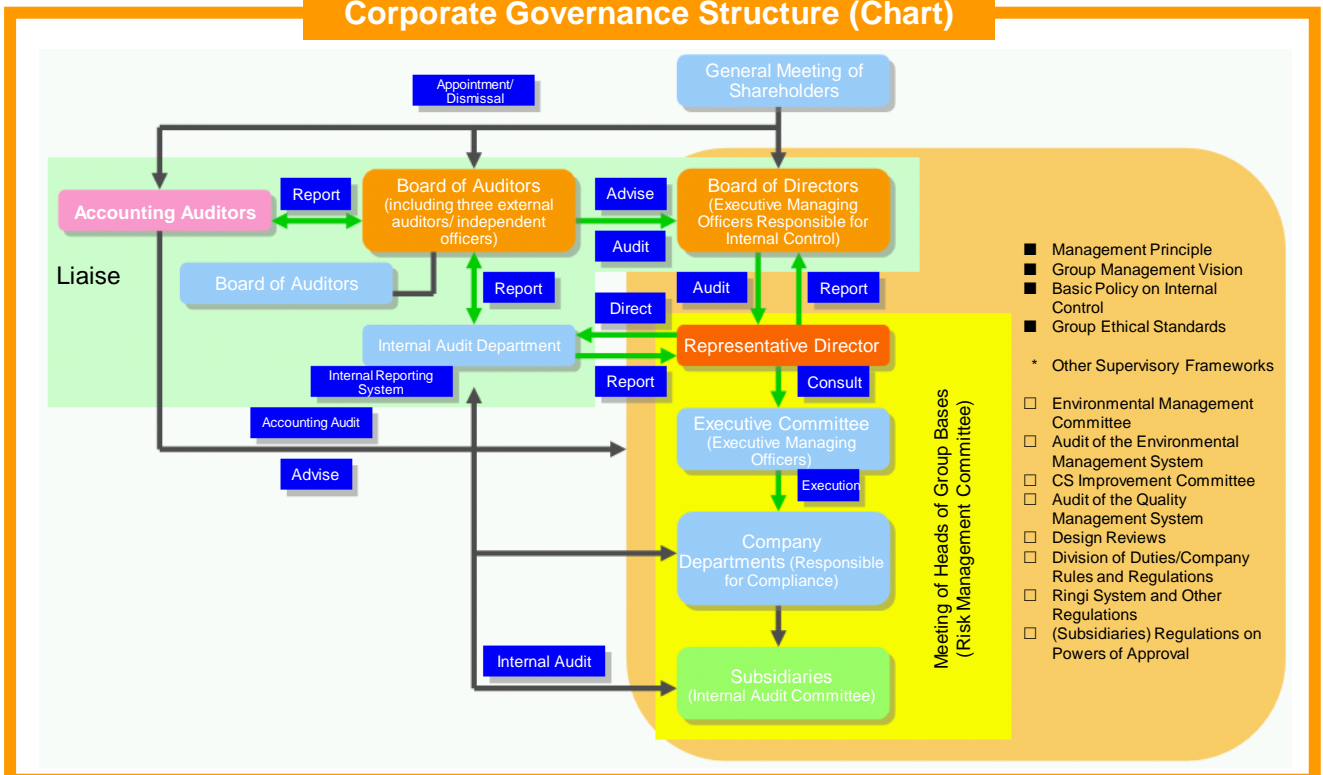 Corporate Governance Structure (Chart)
General Meeting of
Shareholders
Appointment/
Dismissal
Accounting Auditors
Report
Board of Auditors
(including three external
auditors/ independent
officers)
Advise
Audit
Board of Directors
(Executive Managing
Officers Responsible for
Internal Control)
Liaise
Board of Auditors
Report
Direct
Audit
Report
Internal Audit Department
Internal Reporting
System
Report
Representative Director
Consult
Accounting Audit
Advise
Executive Committee
(Executive Managing
Officers)
Execution
Company
Departments (Responsible
for Compliance)
Internal Audit
Subsidiaries
(Internal Audit Committee)
Meeting of Heads of Group Bases
(Risk Management Committee)
■ Management Principle
■ Group Management Vision
■ Basic Policy on Internal
Control
■ Group Ethical Standards
* Other Supervisory Frameworks
□ Environmental Management
Committee
□ Audit of the Environmental
Management System
□ CS Improvement Committee
□ Audit of the Quality
Management System
□ Design Reviews
□ Division of Duties/Company
Rules and Regulations
□ Ringi System and Other
Regulations
□ (Subsidiaries) Regulations on
Powers of Approval